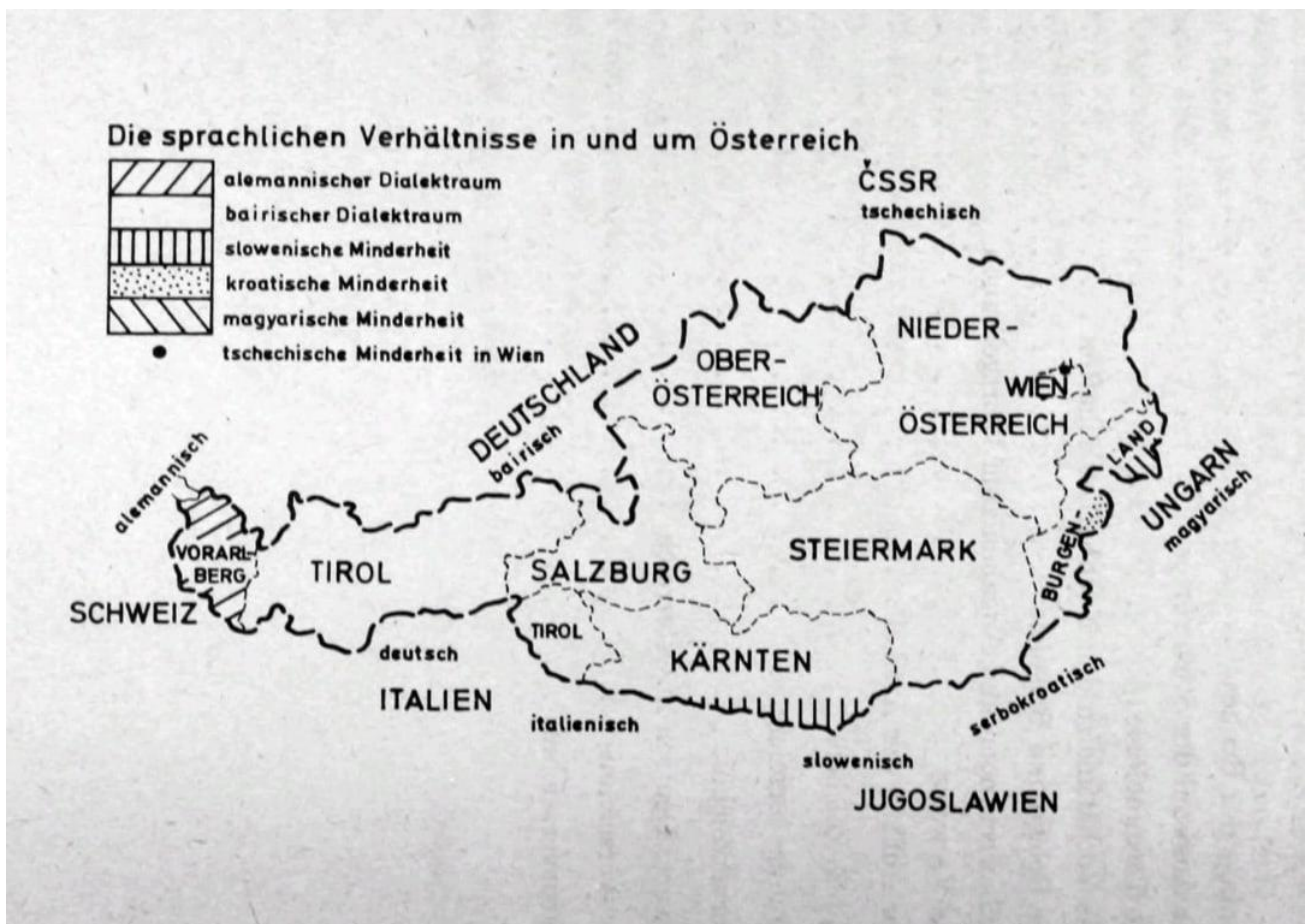 Die sprachlichen Verhältnisse in und um Österreich
alemannischer Dialektraum
bairischer Dialektraum
slowenische Minderheit
kroatische Minderheit
magyarische Minderheit
tschechische Minderheit in Wien
ČSSR
tschechisch
DEUTSCHLAND
bairisch
NIEDER-
ÖSTERREICH
WIEN
OBER-
ÖSTERREICH
alemannisch
VORARL-
BERG
SCHWEIZ
TIROL
SALZBURG
STEIERMARK
BURGEN-
LAND
UNGARN
magyarisch
deutsch
ITALIEN
TIROL
KÄRNTEN
italienisch
slowenisch
JUGOSLAWIEN
serbokroatisch